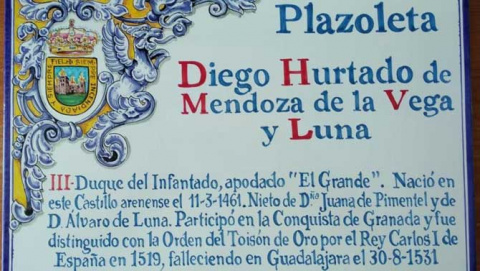 Plazoleta
Diego Hurtado de
Mendoza de la Vega
y Luna
III-Duque del Infantado, apodado "El Grande". Nació en
este Castillo arenense el 11-3-1461. Nieto de Dña Juana de Pimentel y de
D. Álvaro de Luna. Participó en la Conquista de Granada y fue
distinguido con la Orden del Toisón de Oro por el Rey Carlos I de
España en 1519, falleciendo en Guadalajara el 30-8-1531